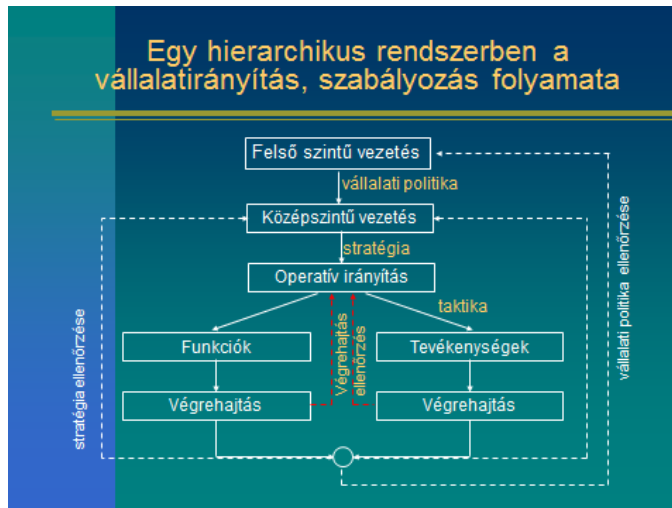 Egy hierarchikus rendszerben a
vállalatirányítás, szabályozás folyamata
Felső szintű vezetés
vállalati politika
Középszintű vezetés
stratégia
Operatív irányítás
taktika
Funkciók
Végrehajtás
ellenőrzés
Tevékenységek
Végrehajtás
Végrehajtás
stratégia ellenőrzése
vállalati politika ellenőrzése